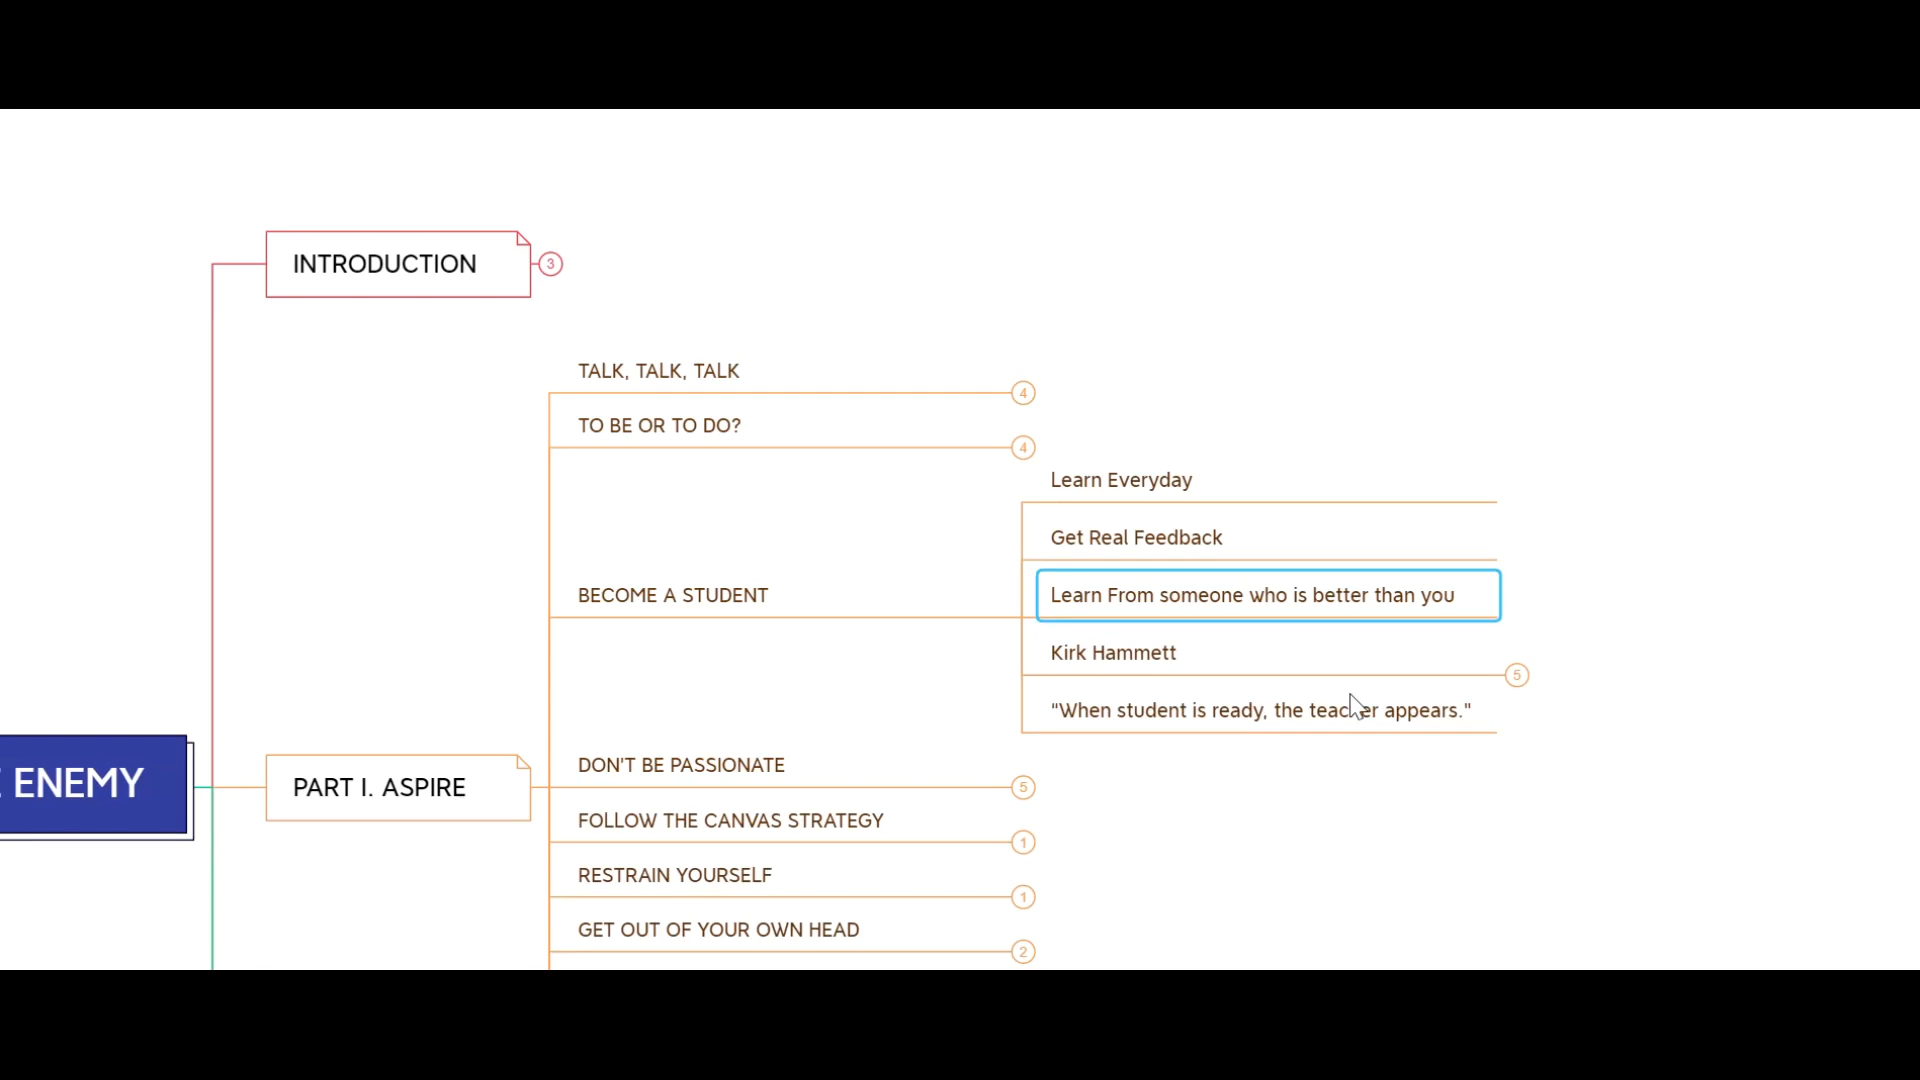 INTRODUCTION
3
TALK, TALK, TALK
4
TO BE OR TO DO?
4
Learn Everyday
Get Real Feedback
BECOME A STUDENT
Learn From someone who is better than you
Kirk Hammett
5
"When student is ready, the teacher appears."
ENEMY
PART I. ASPIRE
DON'T BE PASSIONATE
5
FOLLOW THE CANVAS STRATEGY
1
RESTRAIN YOURSELF
1
GET OUT OF YOUR OWN HEAD
2